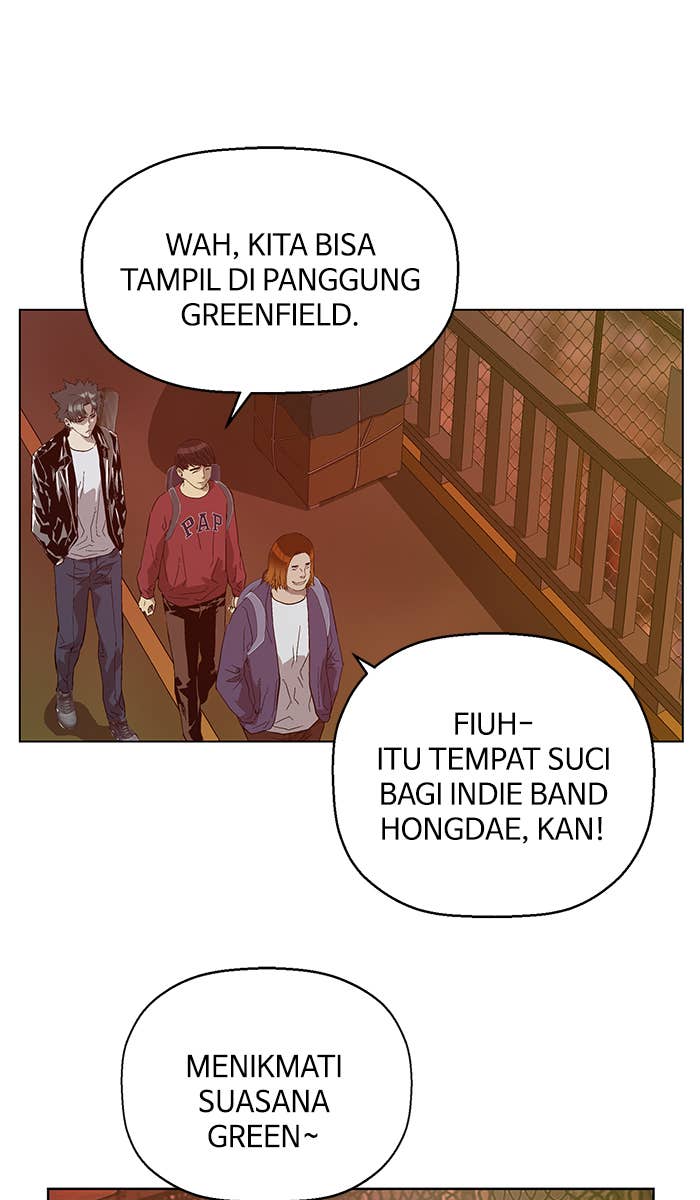 WAH, KITA BISA
TAMPIL DI PANGGUNG
GREENFIELD.
PAP
FIUH-
ITU TEMPAT SUCI
BAGI INDIE BAND
HONGDAE, KAN!
MENIKMATI
SUASANA
GREEN~